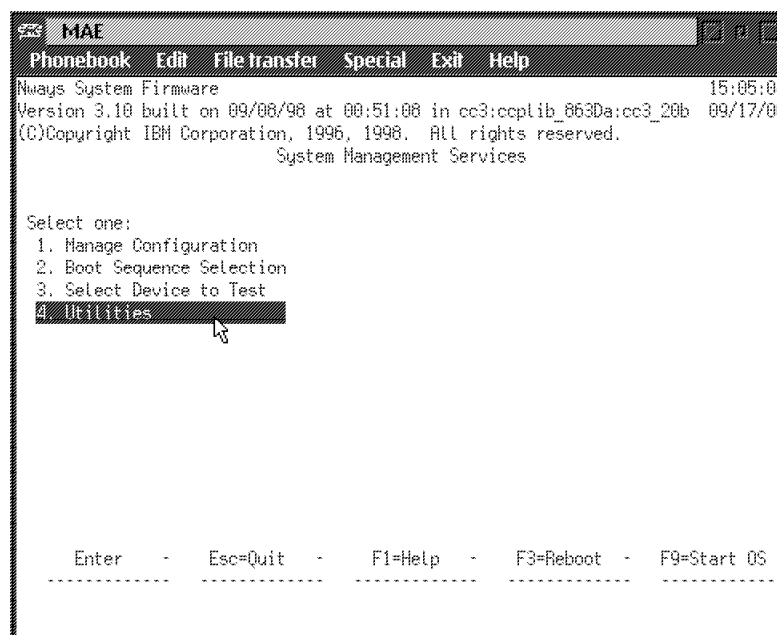 MAE
Phonebook Edit File transfer Special Exit Help
Nways System Firmware 15:05:0
Version 3.10 built on 09/08/98 at 00:51:08 in cc3:ccplib_863Da:cc3_20b 09/17/0
(C)Copyright IBM Corporation, 1996, 1998. All rights reserved.
System Management Services
Select one:
1. Manage Configuration
2. Boot Sequence Selection
3. Select Device to Test
4. Utilities
Enter - Esc=Quit - F1=Help - F3=Reboot - F9=Start OS